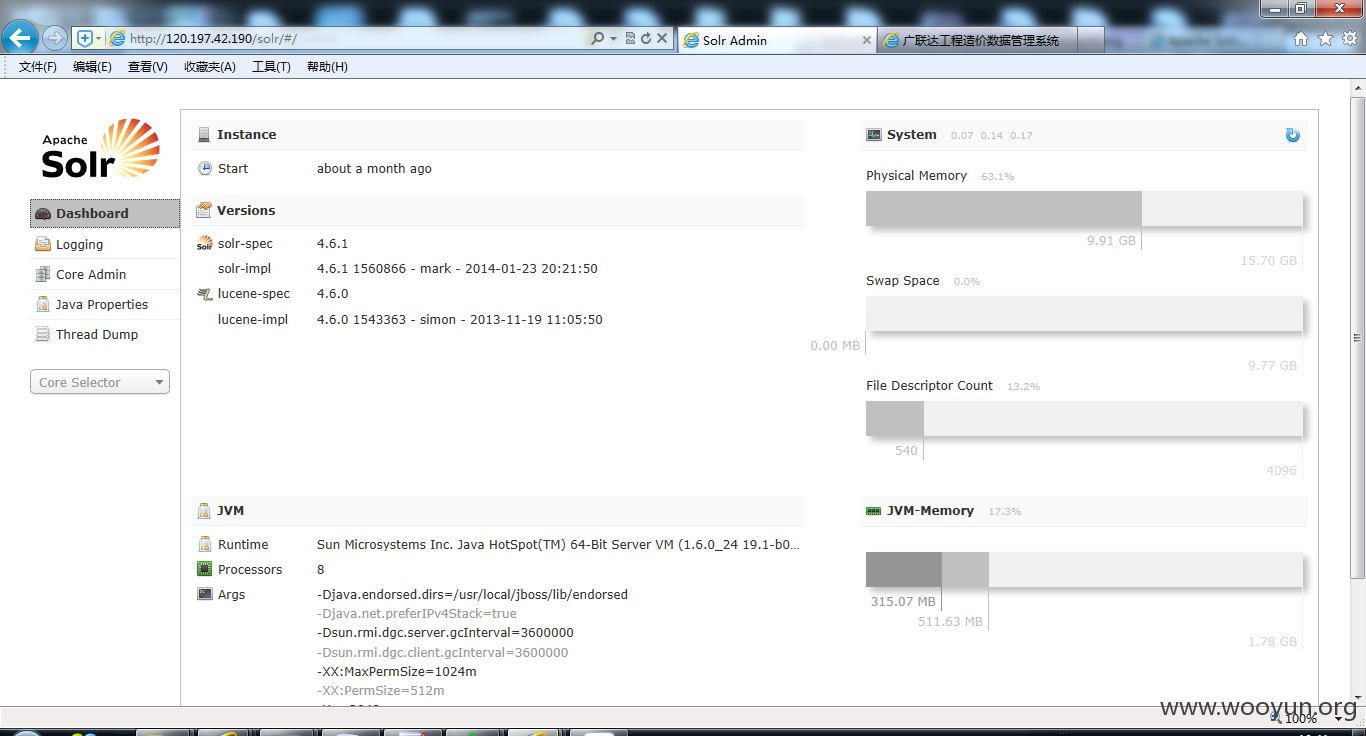 http://120.197.42.190/solr/#/
Solr Admin
广联达工程造价数据管理系统
文件(F) 编辑(E) 查看(V) 收藏夹(A) 工具(T) 帮助(H)
Apache
Solr
Dashboard
Logging
Core Admin
Java Properties
Thread Dump
Core Selector
Instance
Start about a month ago
Versions
solr-spec 4.6.1
solr-impl 4.6.1 1560866 - mark - 2014-01-23 20:21:50
lucene-spec 4.6.0
lucene-impl 4.6.0 1543363 - simon - 2013-11-19 11:05:50
System 0.07 0.14 0.17
Physical Memory 63.1%
9.91 GB
15.70 GB
Swap Space 0.0%
0.00 MB
9.77 GB
File Descriptor Count 13.2%
540
4096
JVM
Runtime Sun Microsystems Inc. Java HotSpot(TM) 64-Bit Server VM (1.6.0_24 19.1-b0...
Processors 8
Args -Djava.endorsed.dirs=/usr/local/jboss/lib/endorsed
-Djava.net.preferIPv4Stack=true
-Dsun.rmi.dgc.server.gcInterval=3600000
-Dsun.rmi.dgc.client.gcInterval=3600000
-XX:MaxPermSize=1024m
-XX:PermSize=512m
JVM-Memory 17.3%
315.07 MB
511.63 MB
1.78 GB
www.wooyun.org
100%